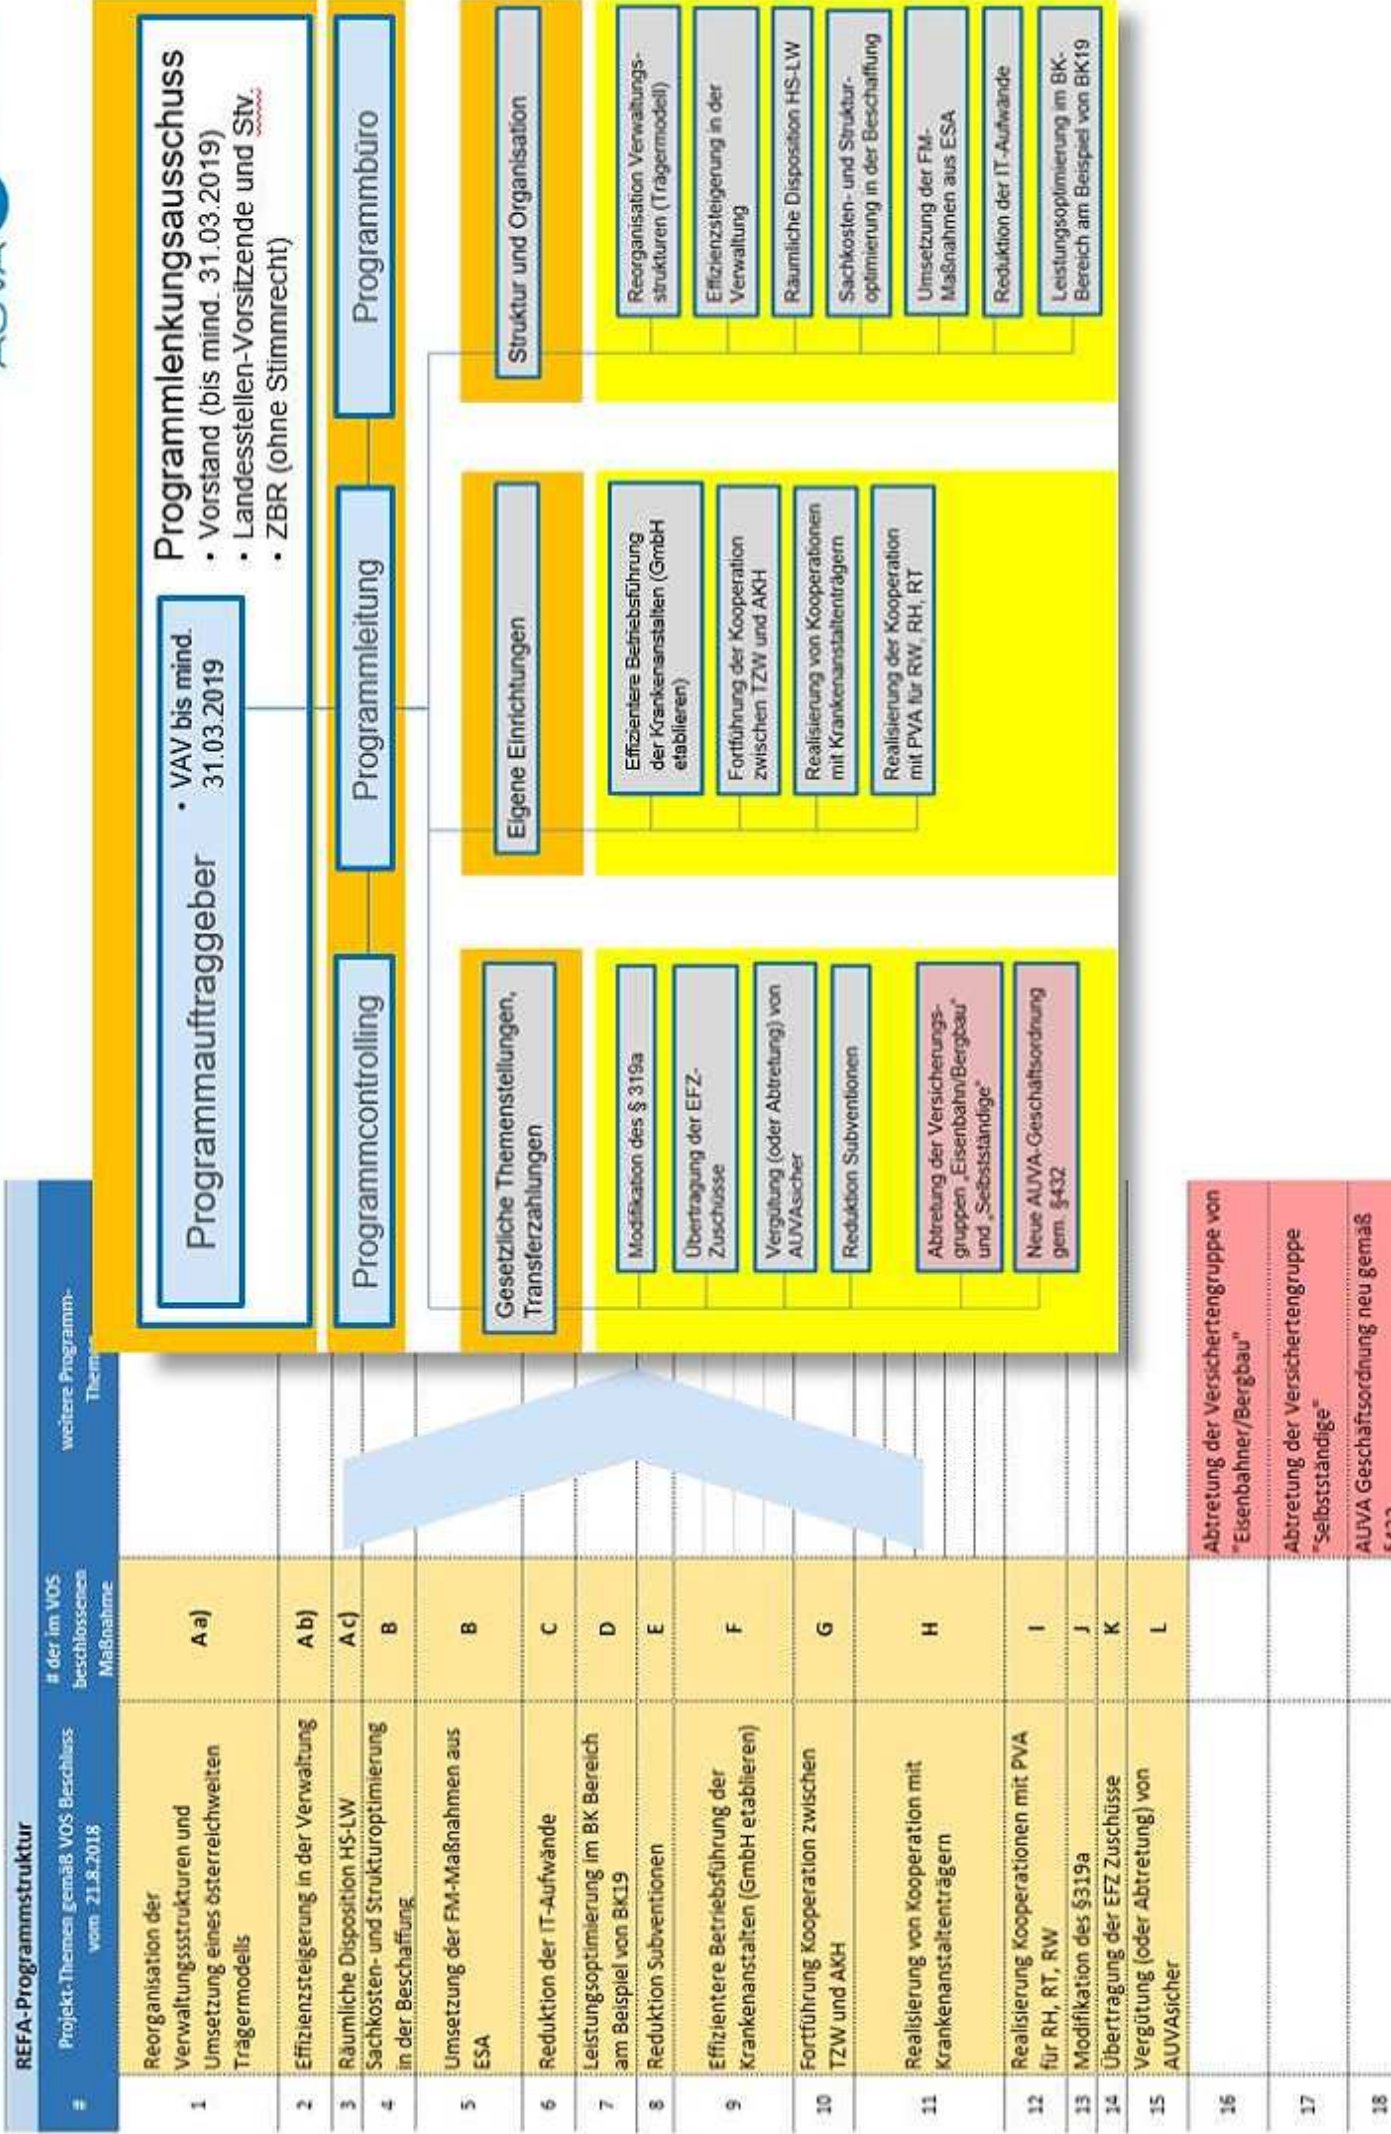 REFA-Programmstruktur
#
Projekt-Themen gemäß VOS Beschluss
vom 21.8.2018
# der im VOS
beschlossenen
Maßnahme
weitere Programm-
1
Reorganisation der
Verwaltungssstrukturen und
Umsetzung eines österreichweiten
Trägermodells
A a)
2
Effizienzsteigerung in der Verwaltung
A b)
3
Räumliche Disposition HS-LW
A c)
4
Sachkosten- und Strukturoptimierung
in der Beschaffung
B
5
Umsetzung der FM-Maßnahmen aus
ESA
B
6
Reduktion der IT-Aufwände
C
7
Leistungsoptimierung im BK Bereich
am Beispiel von BK19
D
8
Reduktion Subventionen
E
9
Effizientere Betriebsführung der
Krankenanstalten (GmbH etablieren)
F
10
Fortführung Kooperation zwischen
TZW und AKH
G
11
Realisierung von Kooperation mit
Krankenanstaltenträgern
H
12
Realisierung Kooperationen mit PVA
für RH, RT, RW
I
13
Modifikation des §319a
J
14
Übertragung der EFZ Zuschüsse
K
15
Vergütung (oder Abtretung) von
AUVAsicher
L
16
Abtretung der Versichertengruppe von
"Eisenbahner/Bergbau"
17
Abtretung der Versichertengruppe
"Selbstständige"
18
AUVA Geschäftsordnung neu gemäß
Programmauftraggeber
• VAV bis mind.
31.03.2019
Programmlenkungsausschuss
• Vorstand (bis mind. 31.03.2019)
• Landesstellen-Vorsitzende und Stv.
• ZBR (ohne Stimmrecht)
Programmcontrolling
Programmleitung
Programmbüro
Gesetzliche Themenstellungen,
Transferzahlungen
Modifikation des § 319a
Übertragung der EFZ-
Zuschüsse
Vergütung (oder Abtretung) von
AUVAsicher
Reduktion Subventionen
Abtretung der Versicherungs-
gruppen „Eisenbahn/Bergbau“
und „Selbstständige“
Neue AUVA-Geschäftsordnung
gem. §432
Eigene Einrichtungen
Effizientere Betriebsführung
der Krankenanstalten (GmbH
etablieren)
Fortführung der Kooperation
zwischen TZW und AKH
Realisierung von Kooperationen
mit Krankenanstaltenträgern
Realisierung der Kooperation
mit PVA für RW, RH, RT
Struktur und Organisation
Reorganisation Verwaltungs-
strukturen (Trägermodell)
Effizienzsteigerung in der
Verwaltung
Räumliche Disposition HS-LW
Sachkosten- und Struktur-
optimierung in der Beschaffung
Umsetzung der FM-
Maßnahmen aus ESA
Reduktion der IT-Aufwände
Leistungsoptimierung im BK-
Bereich am Beispiel von BK19